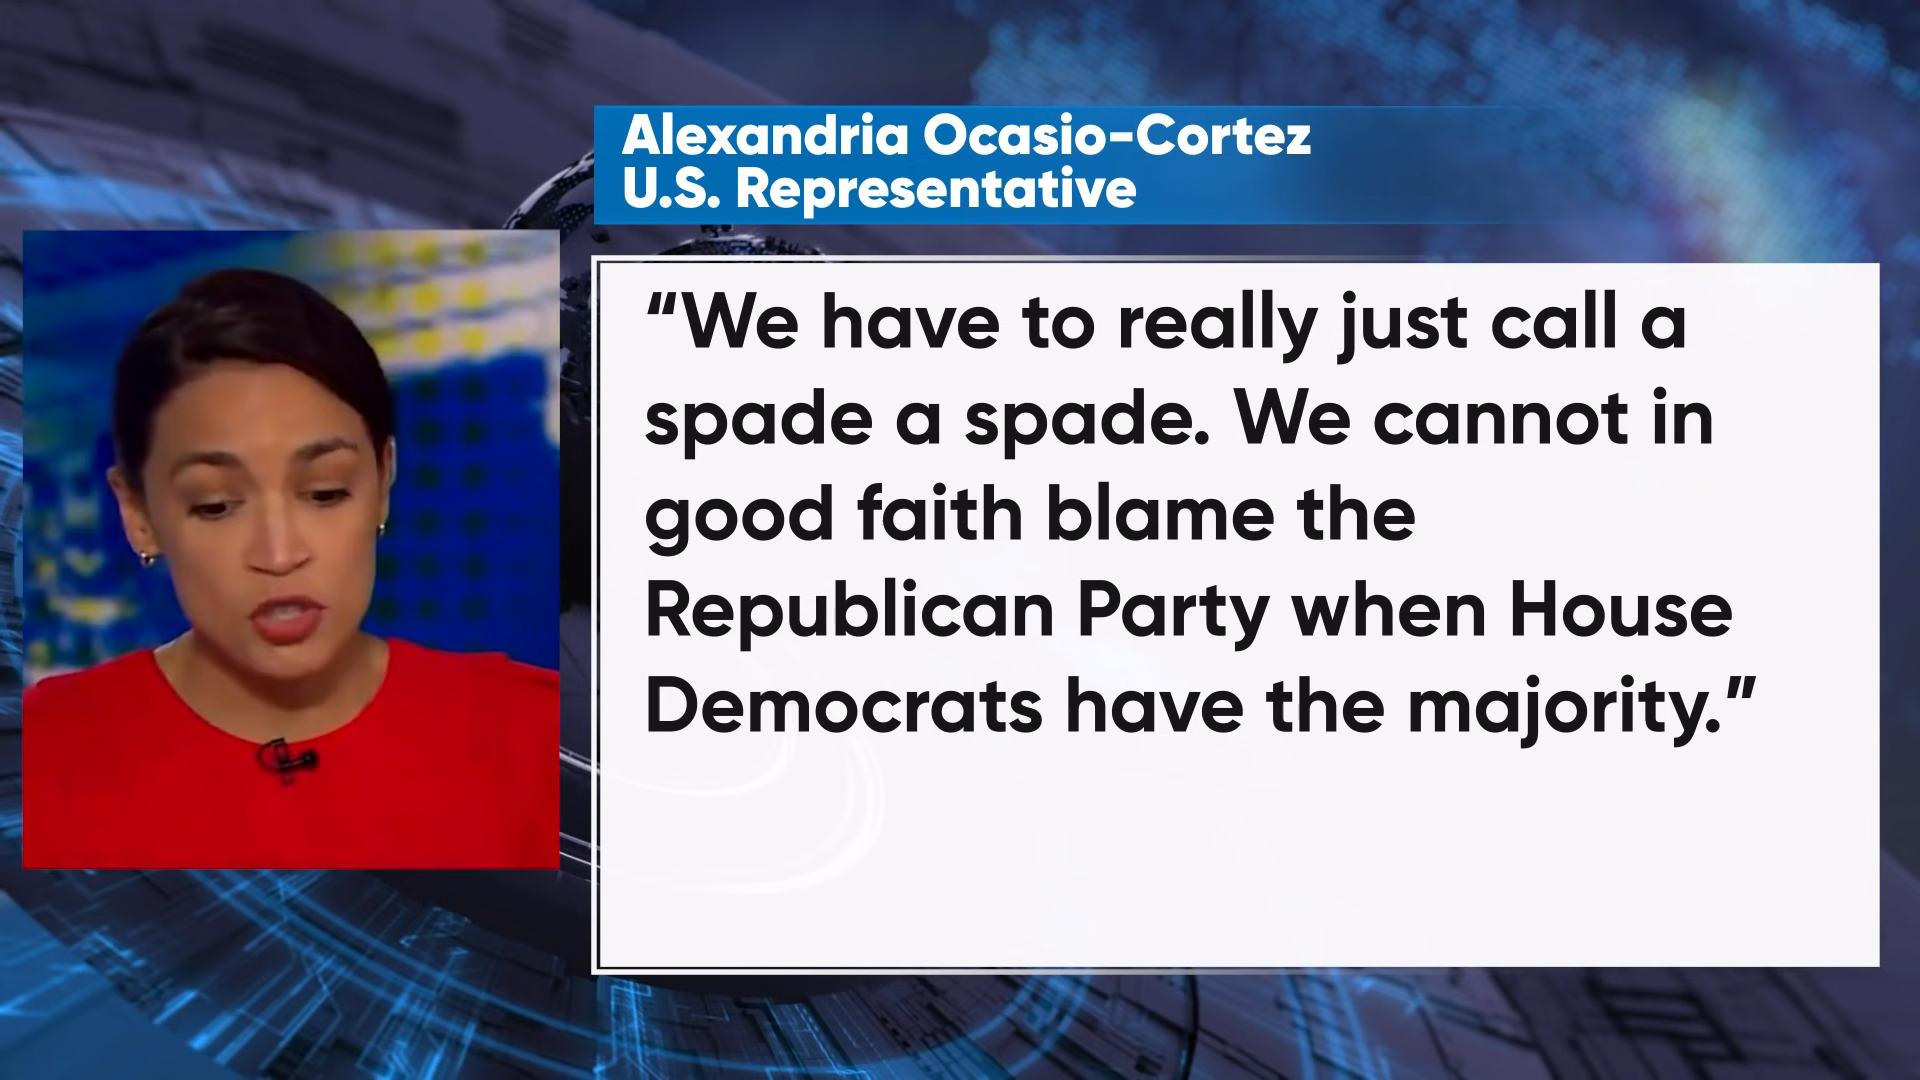 Alexandria Ocasio-Cortez
U.S. Representative
“We have to really just call a
spade a spade. We cannot in
good faith blame the
Republican Party when House
Democrats have the majority.”